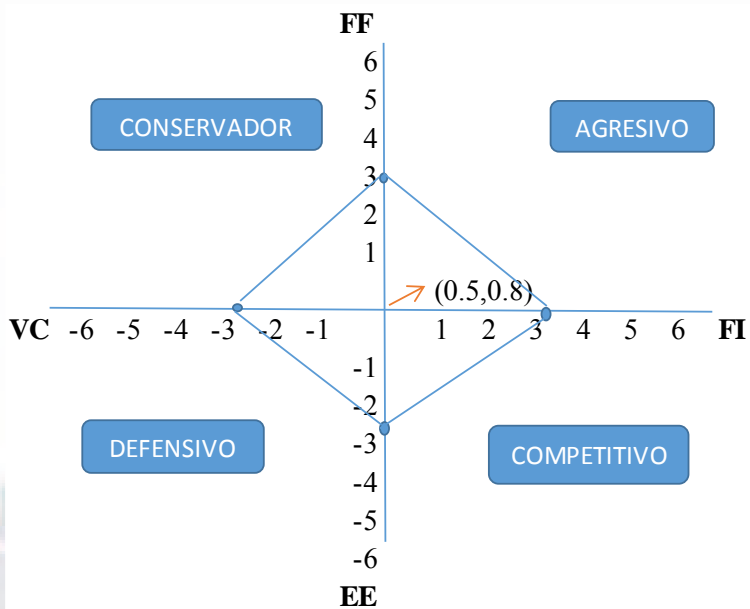 FF
6
5
CONSERVADOR
AGRESIVO
4
3
2
1
(0.5,0.8)
VC -6 -5 -4 -3 -2 -1 1 2 3 4 5 6 FI
-1
-2
DEFENSIVO
-3
COMPETITIVO
-4
-5
-6
EE